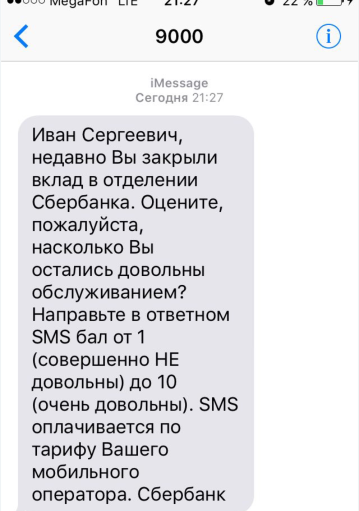 MegaFon LTE 21:27 22 %
9000
iMessage
Сегодня 21:27
Иван Сергеевич,
недавно Вы закрыли
вклад в отделении
Сбербанка. Оцените,
пожалуйста,
насколько Вы
остались довольны
обслуживанием?
Направьте в ответном
SMS бал от 1
(совершенно НЕ
довольны) до 10
(очень довольны). SMS
оплачивается по
тарифу Вашего
мобильного
оператора. Сбербанк